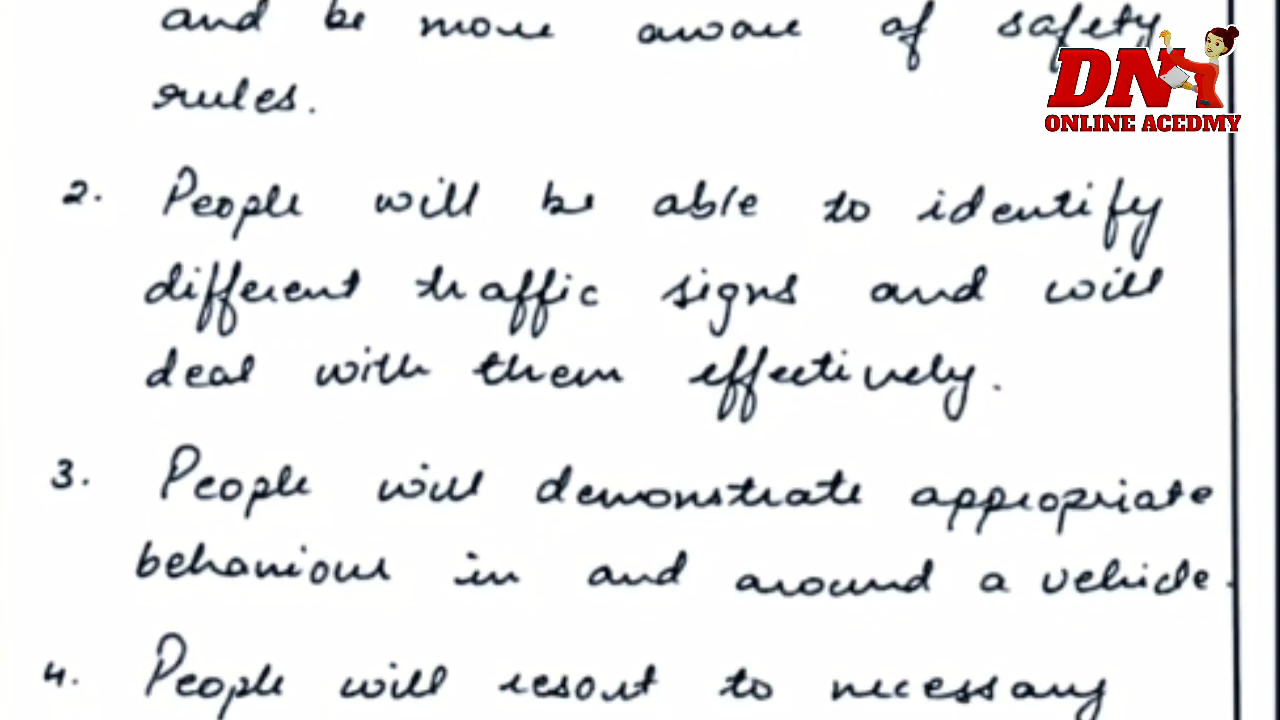 and be more aware of safety
rules.
DN
ONLINE ACEDMY
2. People will be able to identify
different traffic signs and will
deal with them effectively.
3. People will demonstrate appropriate
behaviour in and around a vehicle.
4. People will resort to necessary